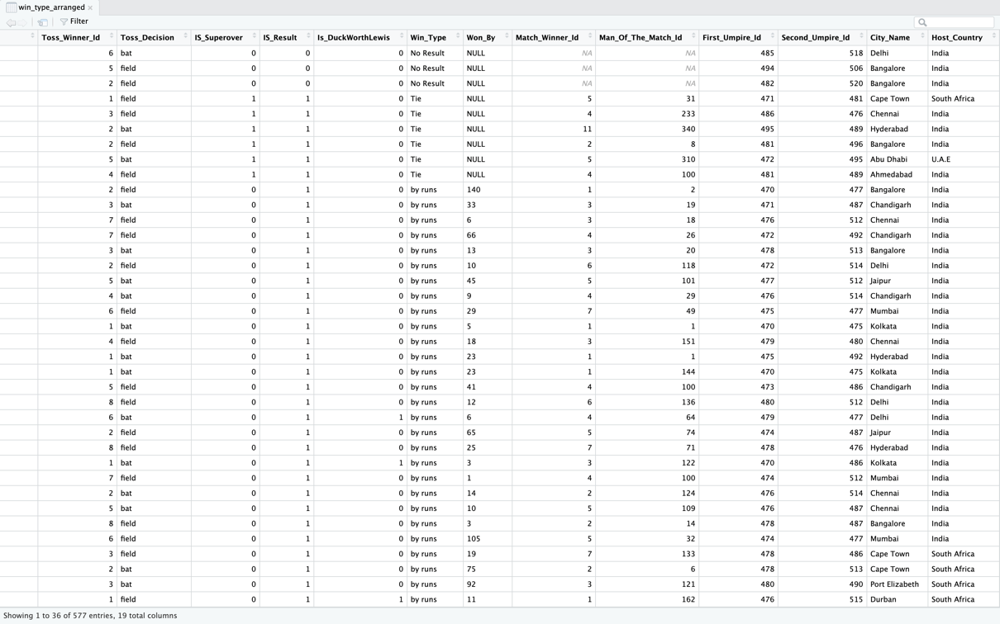 win_type_arranged
Filter
Toss_Winner_Id Toss_Decision IS_Superover IS_Result Is_DuckWorthLewis Win_Type Won_By Match_Winner_Id Man_Of_The_Match_Id First_Umpire_Id Second_Umpire_Id City_Name Host_Country
6 bat 0 0 0 No Result NULL NA NA 485 518 Delhi India
5 field 0 0 0 No Result NULL NA NA 494 506 Bangalore India
2 field 0 0 0 No Result NULL NA NA 482 520 Bangalore India
1 field 1 1 0 Tie NULL 5 31 471 481 Cape Town South Africa
3 field 1 1 0 Tie NULL 4 233 486 476 Chennai India
2 bat 1 1 0 Tie NULL 11 340 495 489 Hyderabad India
2 field 1 1 0 Tie NULL 2 8 481 496 Bangalore India
5 bat 1 1 0 Tie NULL 5 310 472 495 Abu Dhabi U.A.E
4 field 1 1 0 Tie NULL 4 100 481 489 Ahmedabad India
2 field 0 1 0 by runs 140 1 2 470 477 Bangalore India
3 bat 0 1 0 by runs 33 3 19 471 487 Chandigarh India
7 field 0 1 0 by runs 6 3 18 476 512 Chennai India
7 field 0 1 0 by runs 66 4 26 472 492 Chandigarh India
3 bat 0 1 0 by runs 13 3 20 478 513 Bangalore India
2 field 0 1 0 by runs 10 6 118 472 514 Delhi India
5 bat 0 1 0 by runs 45 5 101 477 512 Jaipur India
4 bat 0 1 0 by runs 9 4 29 476 514 Chandigarh India
6 field 0 1 0 by runs 29 7 49 475 477 Mumbai India
1 bat 0 1 0 by runs 5 1 1 470 475 Kolkata India
4 field 0 1 0 by runs 18 3 151 479 480 Chennai India
1 bat 0 1 0 by runs 23 1 1 475 492 Hyderabad India
1 bat 0 1 0 by runs 23 1 144 470 475 Kolkata India
5 field 0 1 0 by runs 41 4 100 473 486 Chandigarh India
8 field 0 1 0 by runs 12 6 136 480 512 Delhi India
6 bat 0 1 1 by runs 6 4 64 479 477 Delhi India
2 field 0 1 0 by runs 65 5 74 474 487 Jaipur India
8 field 0 1 0 by runs 25 7 71 478 476 Hyderabad India
1 bat 0 1 1 by runs 3 3 122 470 486 Kolkata India
7 field 0 1 0 by runs 1 4 100 474 512 Mumbai India
2 bat 0 1 0 by runs 14 2 124 476 514 Chennai India
5 bat 0 1 0 by runs 10 5 109 476 487 Chennai India
8 field 0 1 0 by runs 3 2 14 478 487 Bangalore India
6 field 0 1 0 by runs 105 5 32 474 477 Mumbai India
3 field 0 1 0 by runs 19 7 133 478 486 Cape Town South Africa
2 bat 0 1 0 by runs 75 2 6 478 513 Cape Town South Africa
3 bat 0 1 0 by runs 92 3 121 480 490 Port Elizabeth South Africa
1 field 0 1 1 by runs 11 1 162 476 515 Durban South Africa
Showing 1 to 36 of 577 entries, 19 total columns